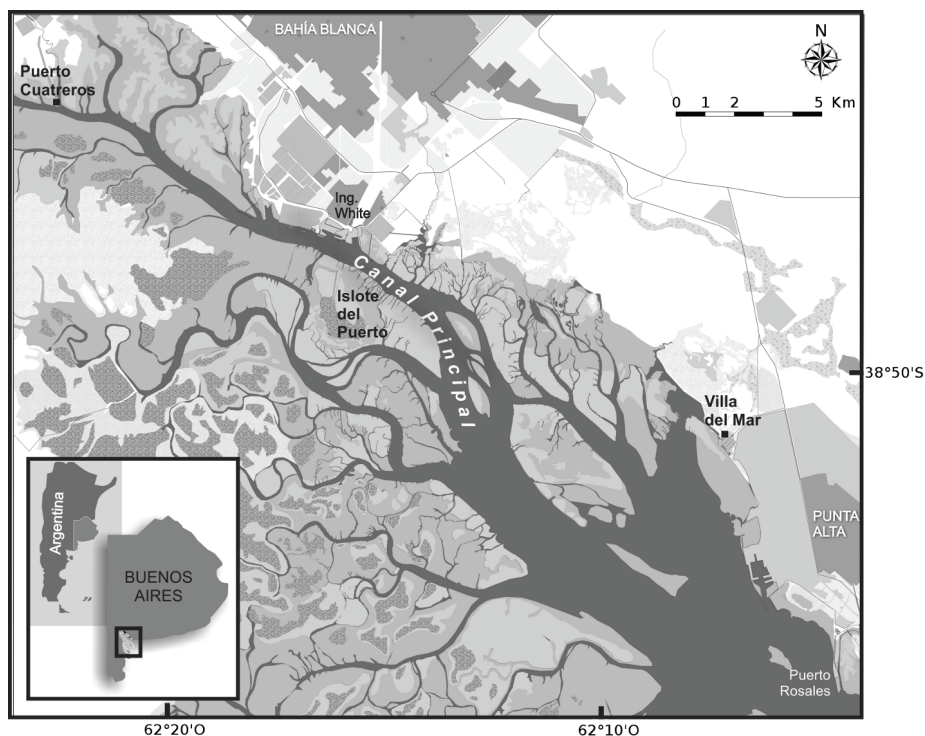 BAHÍA BLANCA
N
Puerto
Cuatreros
0 1 2 5 Km
Ing.
White
Canal Principal
Islote
del
Puerto
38°50'S
Villa
del Mar
Argentina
PUNTA
ALTA
BUENOS
AIRES
Puerto
Rosales
62°20'O
62°10'O